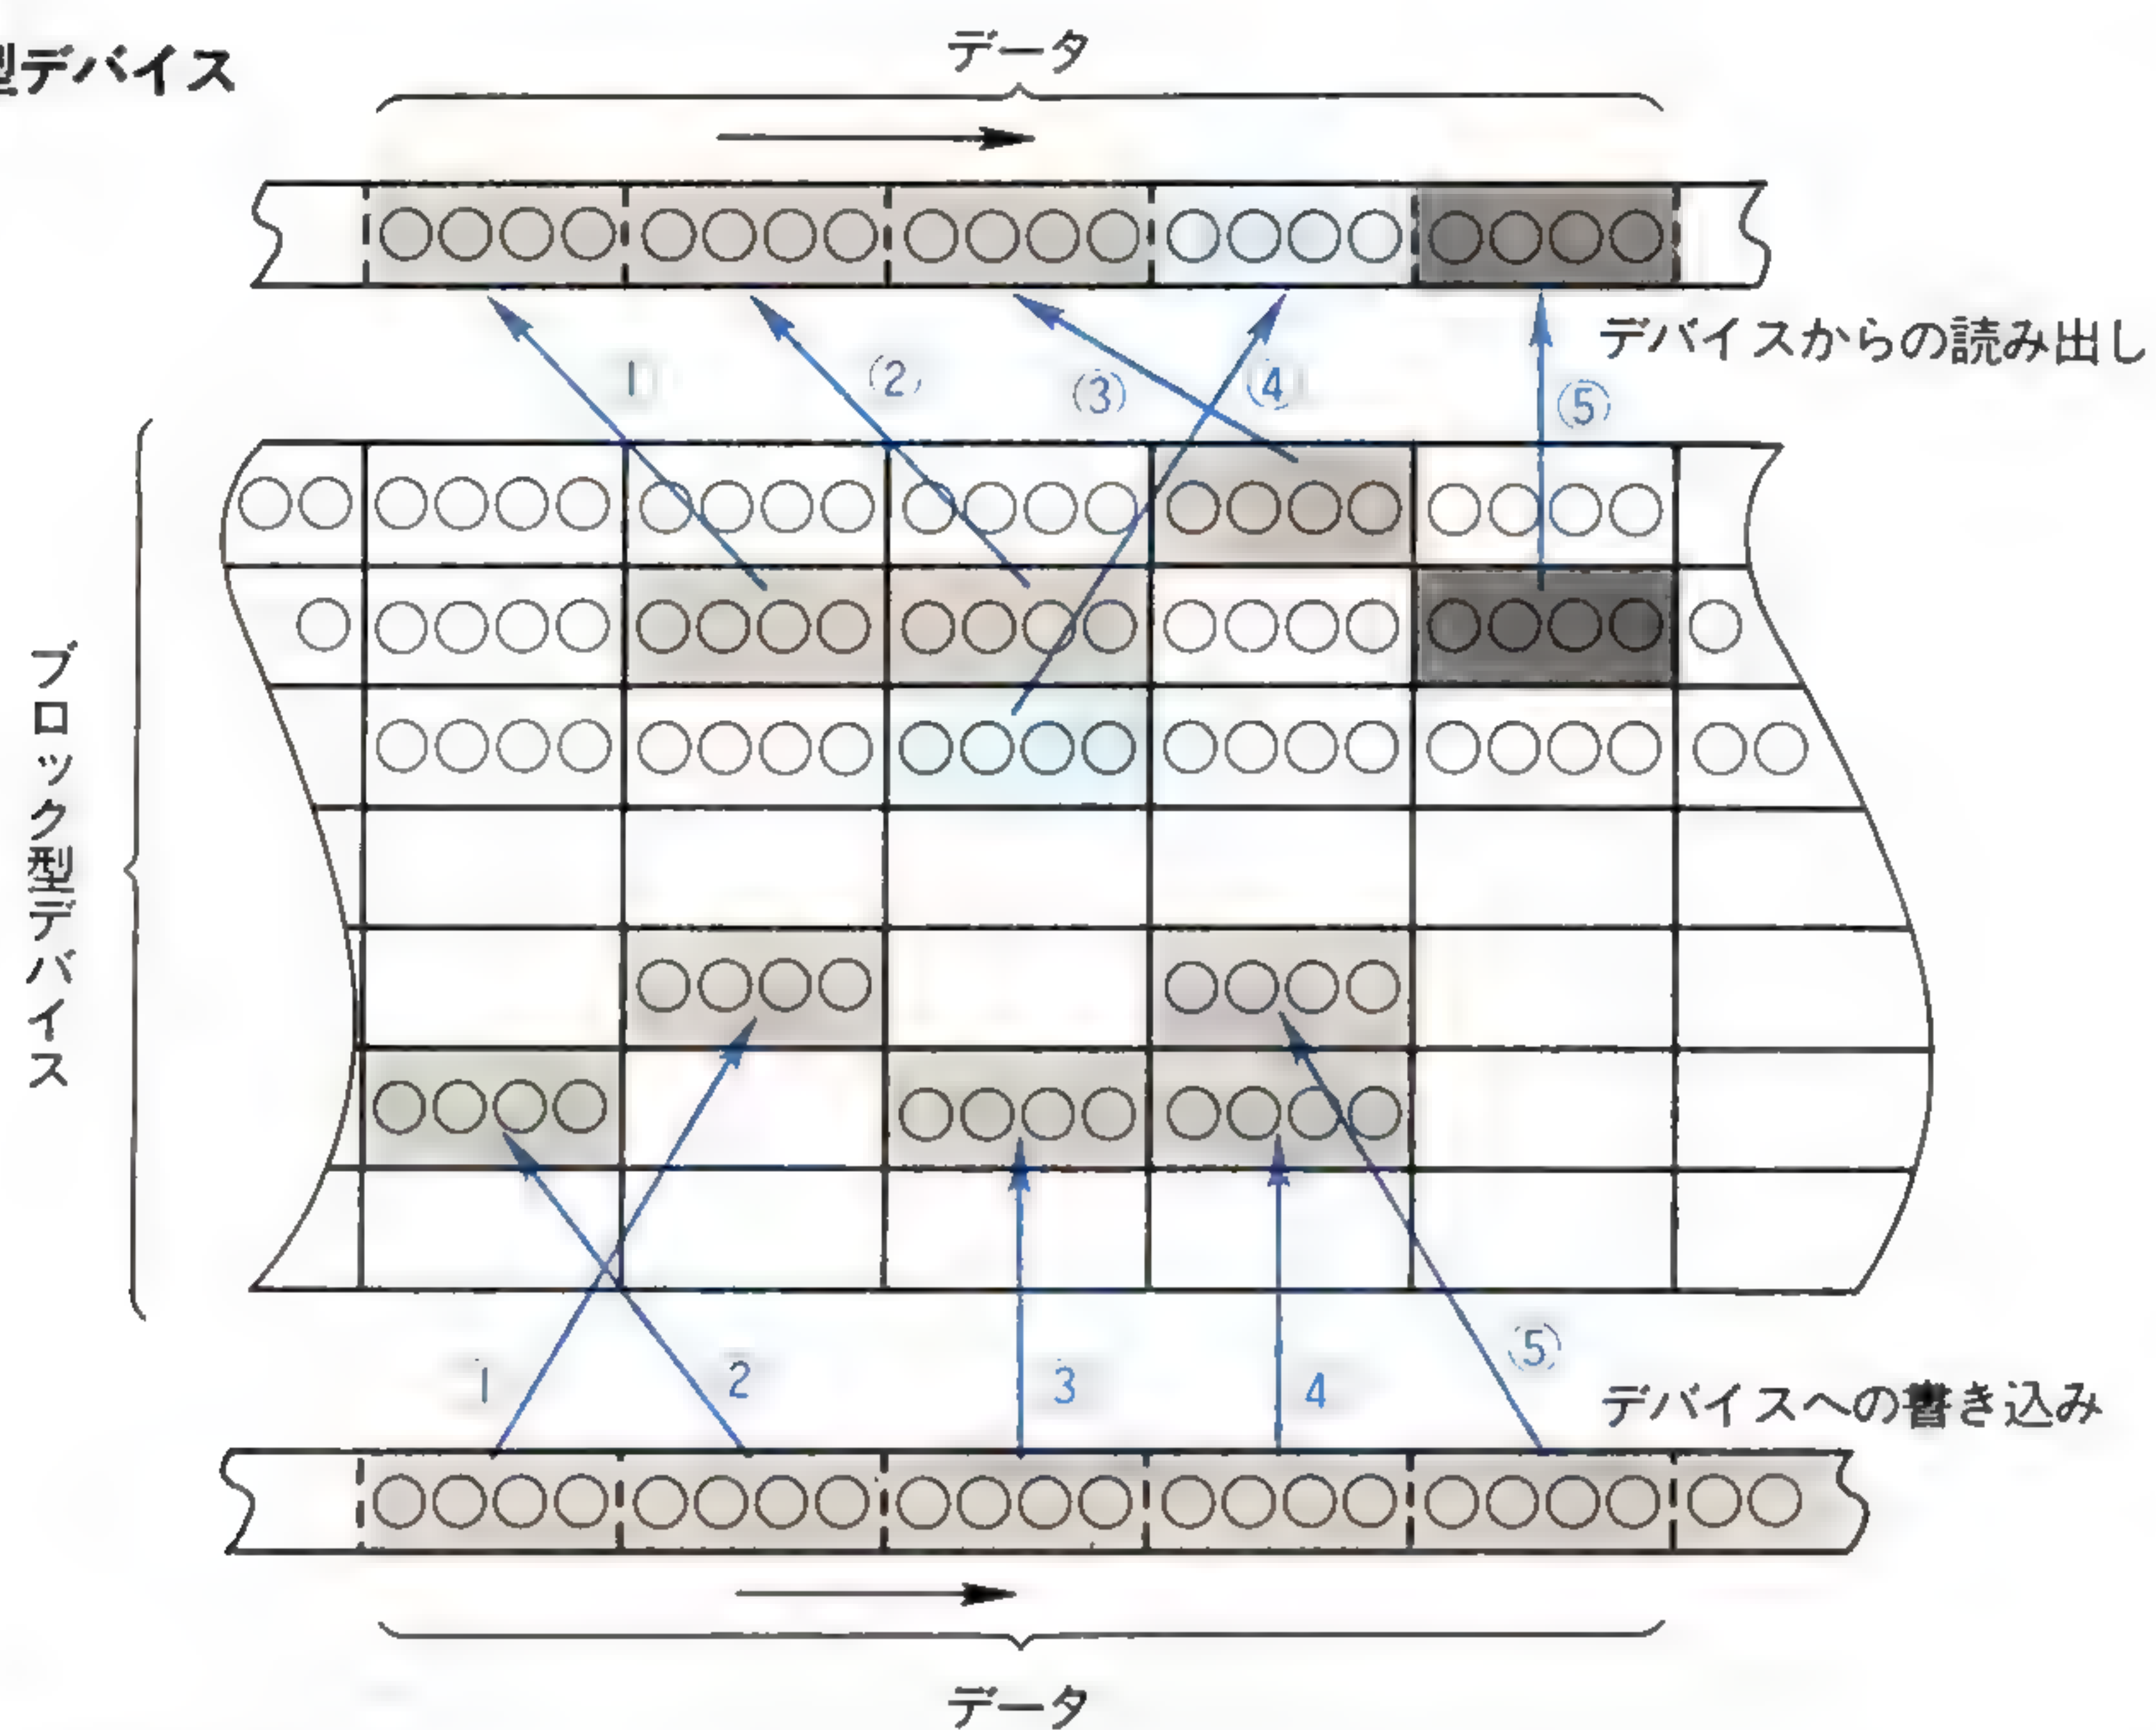 型デバイス
データ
デバイスからの読み出し
① ② ③ ④ ⑤
ブロック型デバイス
1 2 3 4 ⑤
デバイスへの書き込み
データ